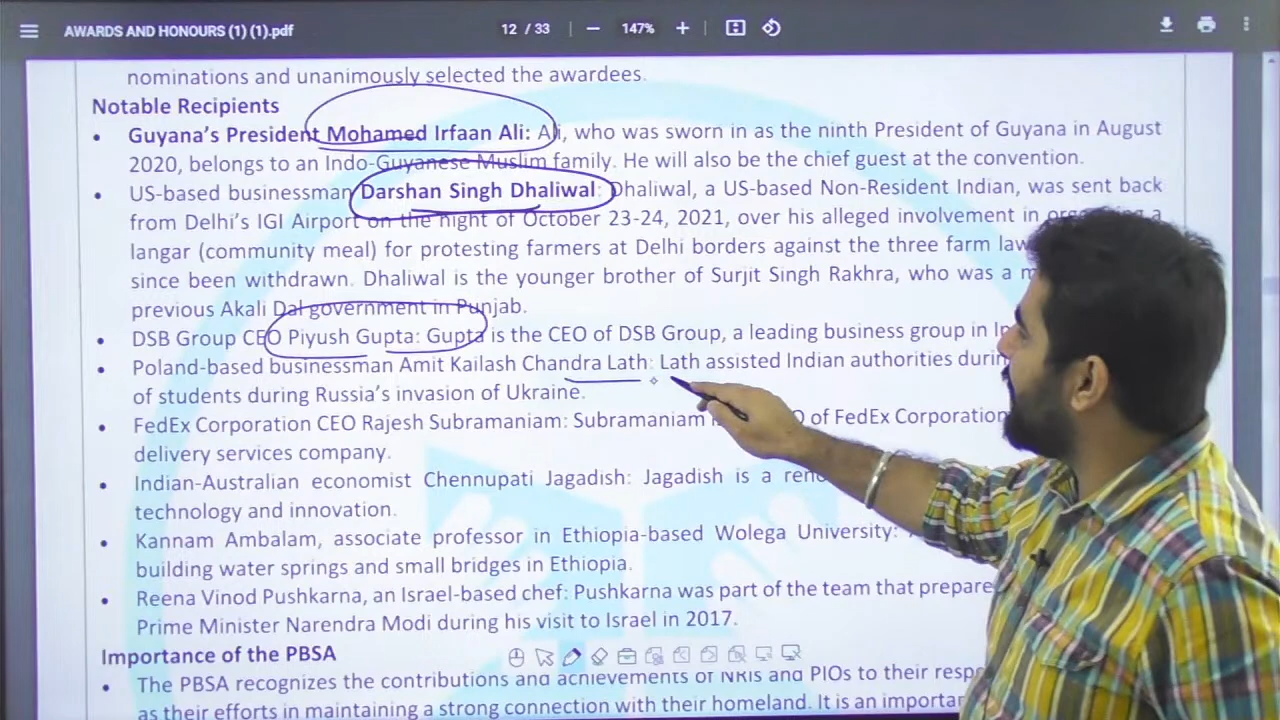 AWARDS AND HONOURS (1) (1).pdf
12 / 33
147%
nominations and unanimously selected the awardees.
Notable Recipients
• Guyana's President Mohamed Irfaan Ali: Ali, who was sworn in as the ninth President of Guyana in August
2020, belongs to an Indo-Guyanese Muslim family. He will also be the chief guest at the convention.
• US-based businessman Darshan Singh Dhaliwal: Dhaliwal, a US-based Non-Resident Indian, was sent back
from Delhi's IGI Airport on the night of October 23-24, 2021, over his alleged involvement in a
langar (community meal) for protesting farmers at Delhi borders against the three farm
since been withdrawn. Dhaliwal is the younger brother of Surjit Singh Rakhra, who was a
previous Akali Dal government in Punjab.
• DSB Group CEO Piyush Gupta: Gupta is the CEO of DSB Group, a leading business group in
• Poland-based businessman Amit Kailash Chandra Lath: Lath assisted Indian authorities
of students during Russia's invasion of Ukraine.
• FedEx Corporation CEO Rajesh Subramaniam: Subramaniam of FedEx Corporation
delivery services company.
• Indian-Australian economist Chennupati Jagadish: Jagadish is a
technology and innovation.
• Kannam Ambalam, associate professor in Ethiopia-based Wolega University:
building water springs and small bridges in Ethiopia.
• Reena Vinod Pushkarna, an Israel-based chef: Pushkarna was part of the team that
Prime Minister Narendra Modi during his visit to Israel in 2017.
Importance of the PBSA
• The PBSA recognizes the contributions and achievements of NRIs and PIOs to their
as their efforts in maintaining a strong connection with their homeland. It is an